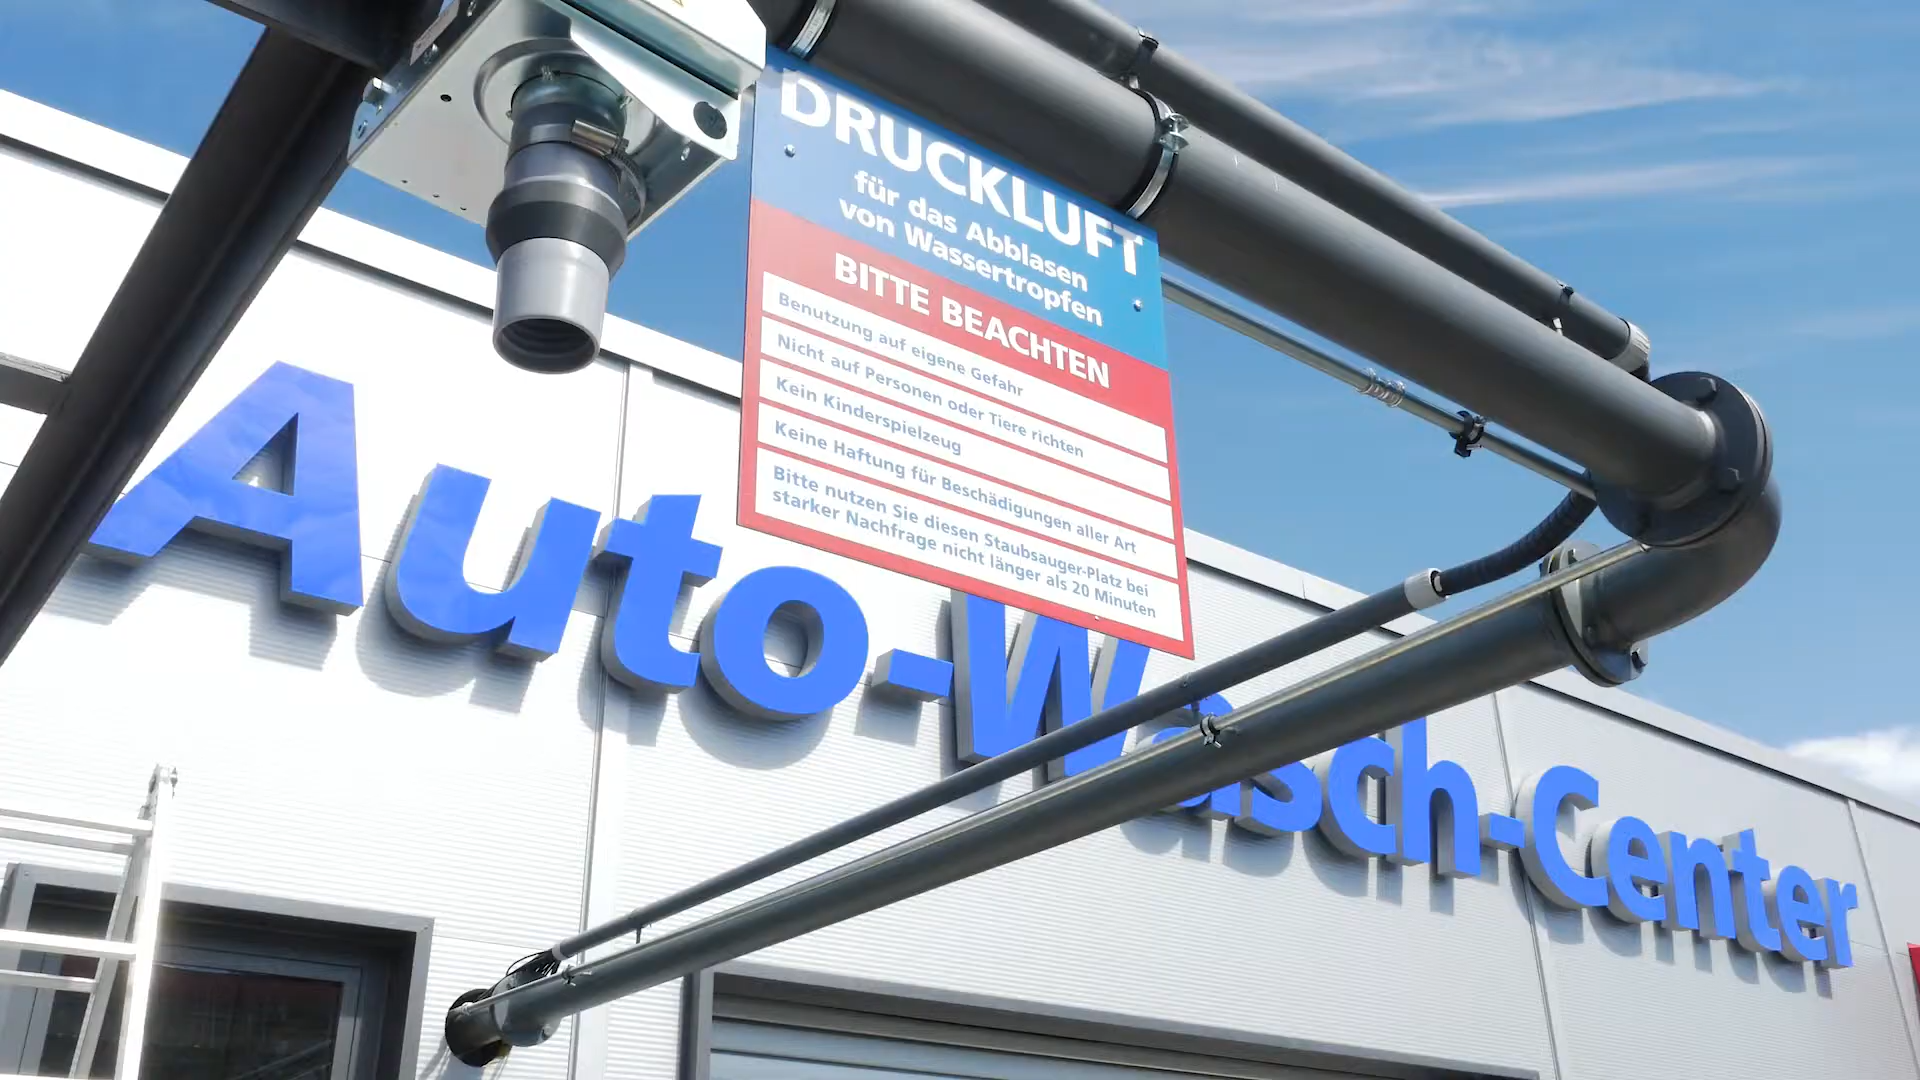 DRUCKLUFT
für das Abblasen
von Wassertropfen
BITTE BEACHTEN
Benutzung auf eigene Gefahr
Nicht auf Personen oder Tiere richten
Kein Kinderspielzeug
Keine Haftung für Beschädigungen aller Art
Bitte nutzen Sie diesen Staubsauger-Platz bei
starker Nachfrage nicht länger als 20 Minuten
Auto-Wasch-Center